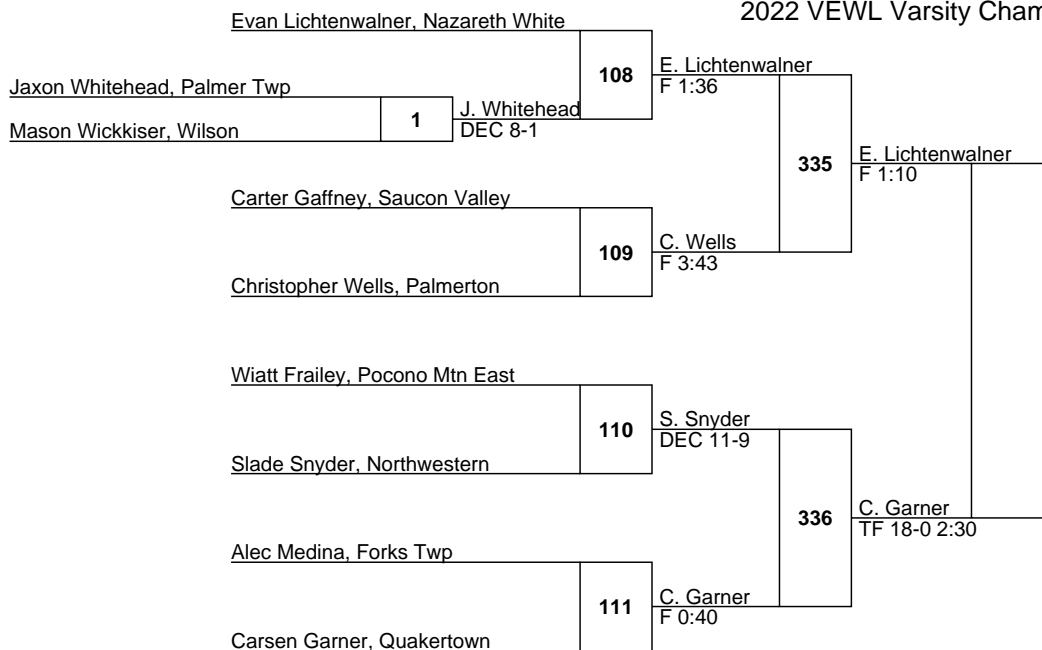 2022 VEWL Varsity Cham
Evan Lichtenwalner, Nazareth White
108
E. Lichtenwalner
F 1:36
Jaxon Whitehead, Palmer Twp
1
J. Whitehead
DEC 8-1
Mason Wickkiser, Wilson
335
E. Lichtenwalner
F 1:10
Carter Gaffney, Saucon Valley
109
C. Wells
F 3:43
Christopher Wells, Palmerton
Wiatt Frailey, Pocono Mtn East
110
S. Snyder
DEC 11-9
Slade Snyder, Northwestern
336
C. Garner
TF 18-0 2:30
Alec Medina, Forks Twp
111
C. Garner
F 0:40
Carsen Garner, Quakertown